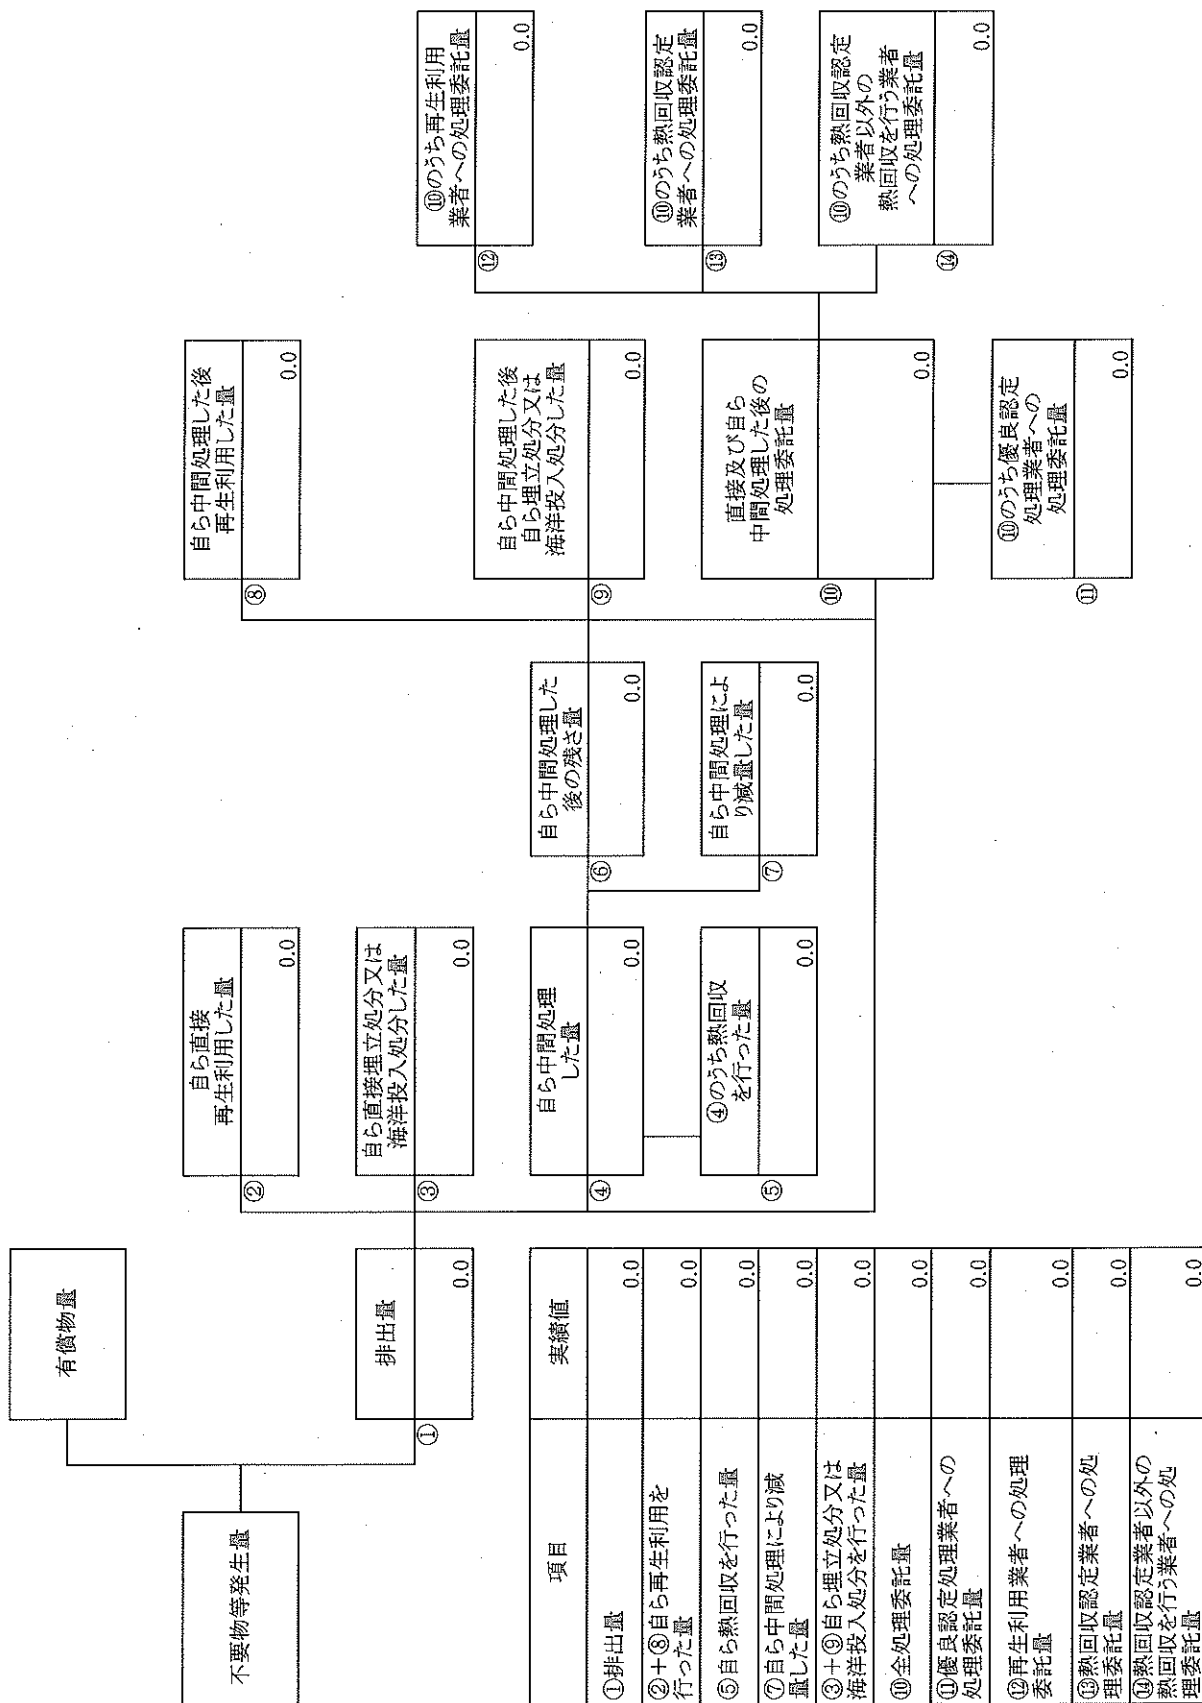 不要物等発生量
有償物量
①
排出量
0.0
②
自ら直接
再生利用した量
0.0
③
自ら直接埋立処分又は
海洋投入処分した量
0.0
④
自ら中間処理
した量
0.0
⑤
④のうち熱回収
を行った量
0.0
⑥
自ら中間処理した
後の残さ量
0.0
⑦
自ら中間処理によ
り減量した量
0.0
⑧
自ら中間処理した後
再生利用した量
0.0
⑨
自ら中間処理した後
自ら埋立処分又は
海洋投入処分した量
0.0
⑩
直接及び自ら
中間処理した後の
処理委託量
0.0
⑪
⑩のうち優良認定
処理業者への
処理委託量
0.0
⑫
⑩のうち再生利用
業者への処理委託量
0.0
⑬
⑩のうち熱回収認定
業者への処理委託量
0.0
⑭
⑩のうち熱回収認定
業者以外の
熱回収を行う業者
への処理委託量
0.0
項目 実績値
①排出量 0.0
②+⑧自ら再生利用を
行った量 0.0
⑤自ら熱回収を行った量 0.0
⑦自ら中間処理により減
量した量 0.0
③+⑨自ら埋立処分又は
海洋投入処分を行った量 0.0
⑩全処理委託量 0.0
⑪優良認定処理業者への
処理委託量 0.0
⑫再生利用業者への処理
委託量 0.0
⑬熱回収認定業者への処
理委託量 0.0
⑭熱回収認定業者以外の
熱回収を行う業者への処
理委託量 0.0